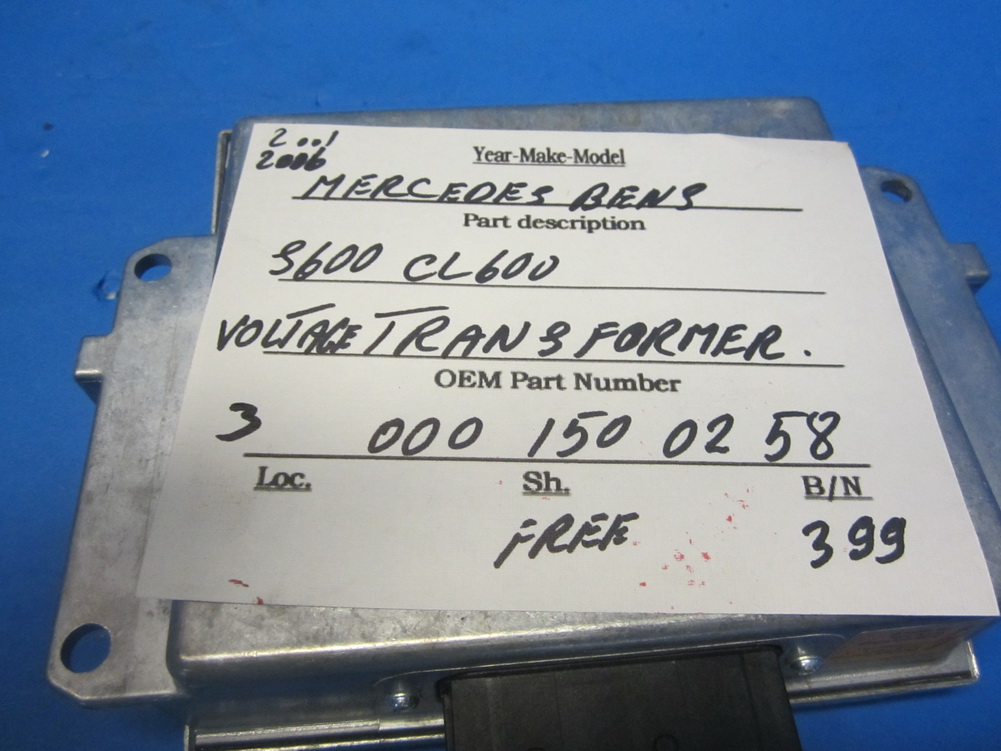 2001
2006
Year-Make-Model
MERCEDES BENS
Part description
S600 CL600
VOLTAGE TRANSFORMER.
OEM Part Number
3 000 150 02 58
Loc. Sh. B/N
FREE 399